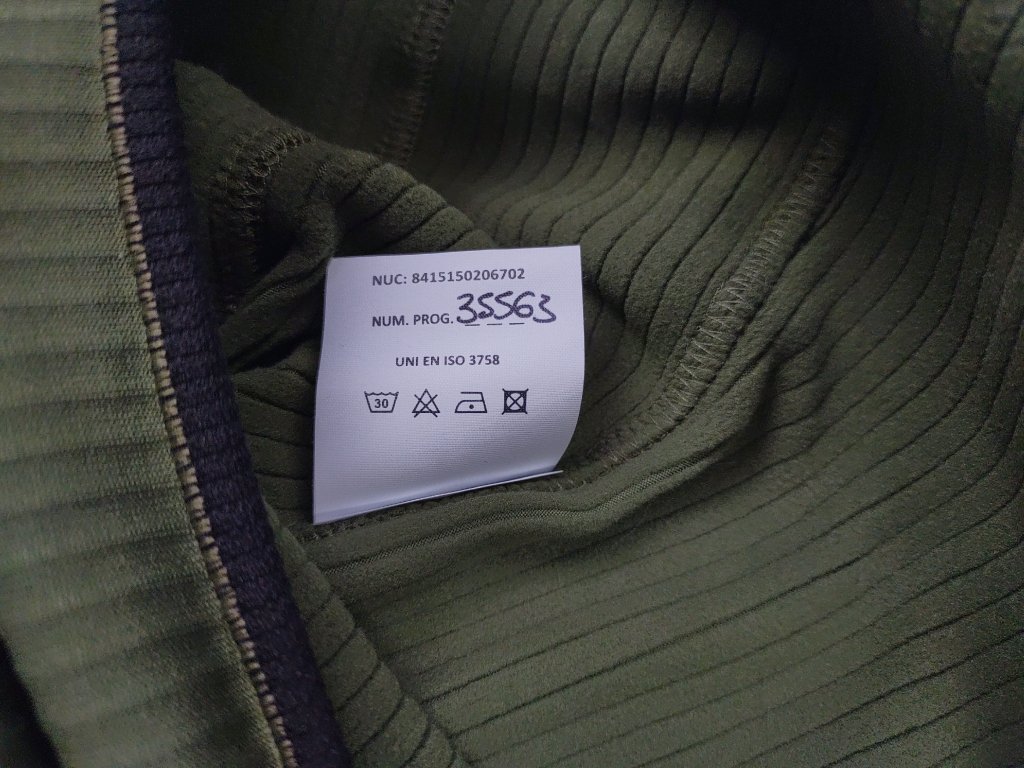 NUC: 8415150206702
NUM. PROG. 35563
UNI EN ISO 3758
30